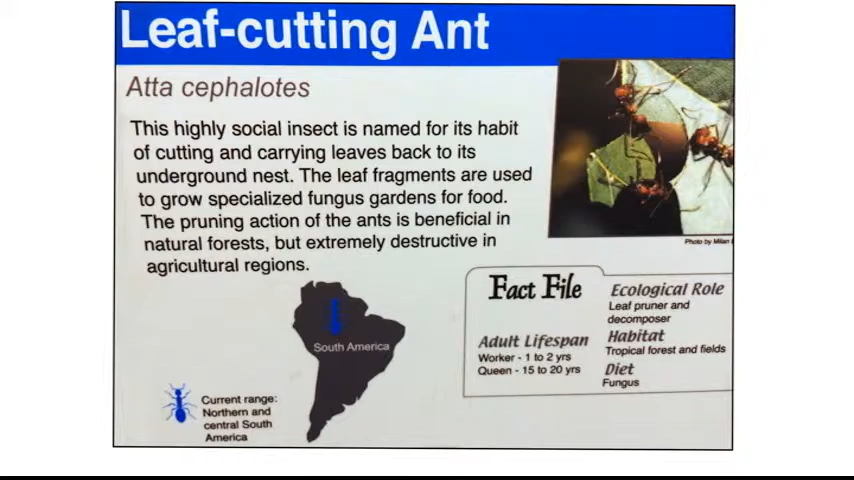 Leaf-cutting Ant
Atta cephalotes
This highly social insect is named for its habit
of cutting and carrying leaves back to its
underground nest. The leaf fragments are used
to grow specialized fungus gardens for food.
The pruning action of the ants is beneficial in
natural forests, but extremely destructive in
agricultural regions.
Photo by Milan
Fact File
Adult Lifespan
Worker - 1 to 2 yrs
Queen - 15 to 20 yrs
Ecological Role
Leaf pruner and
decomposer
Habitat
Tropical forest and fields
Diet
Fungus
South America
Current range:
Northern and
central South
America